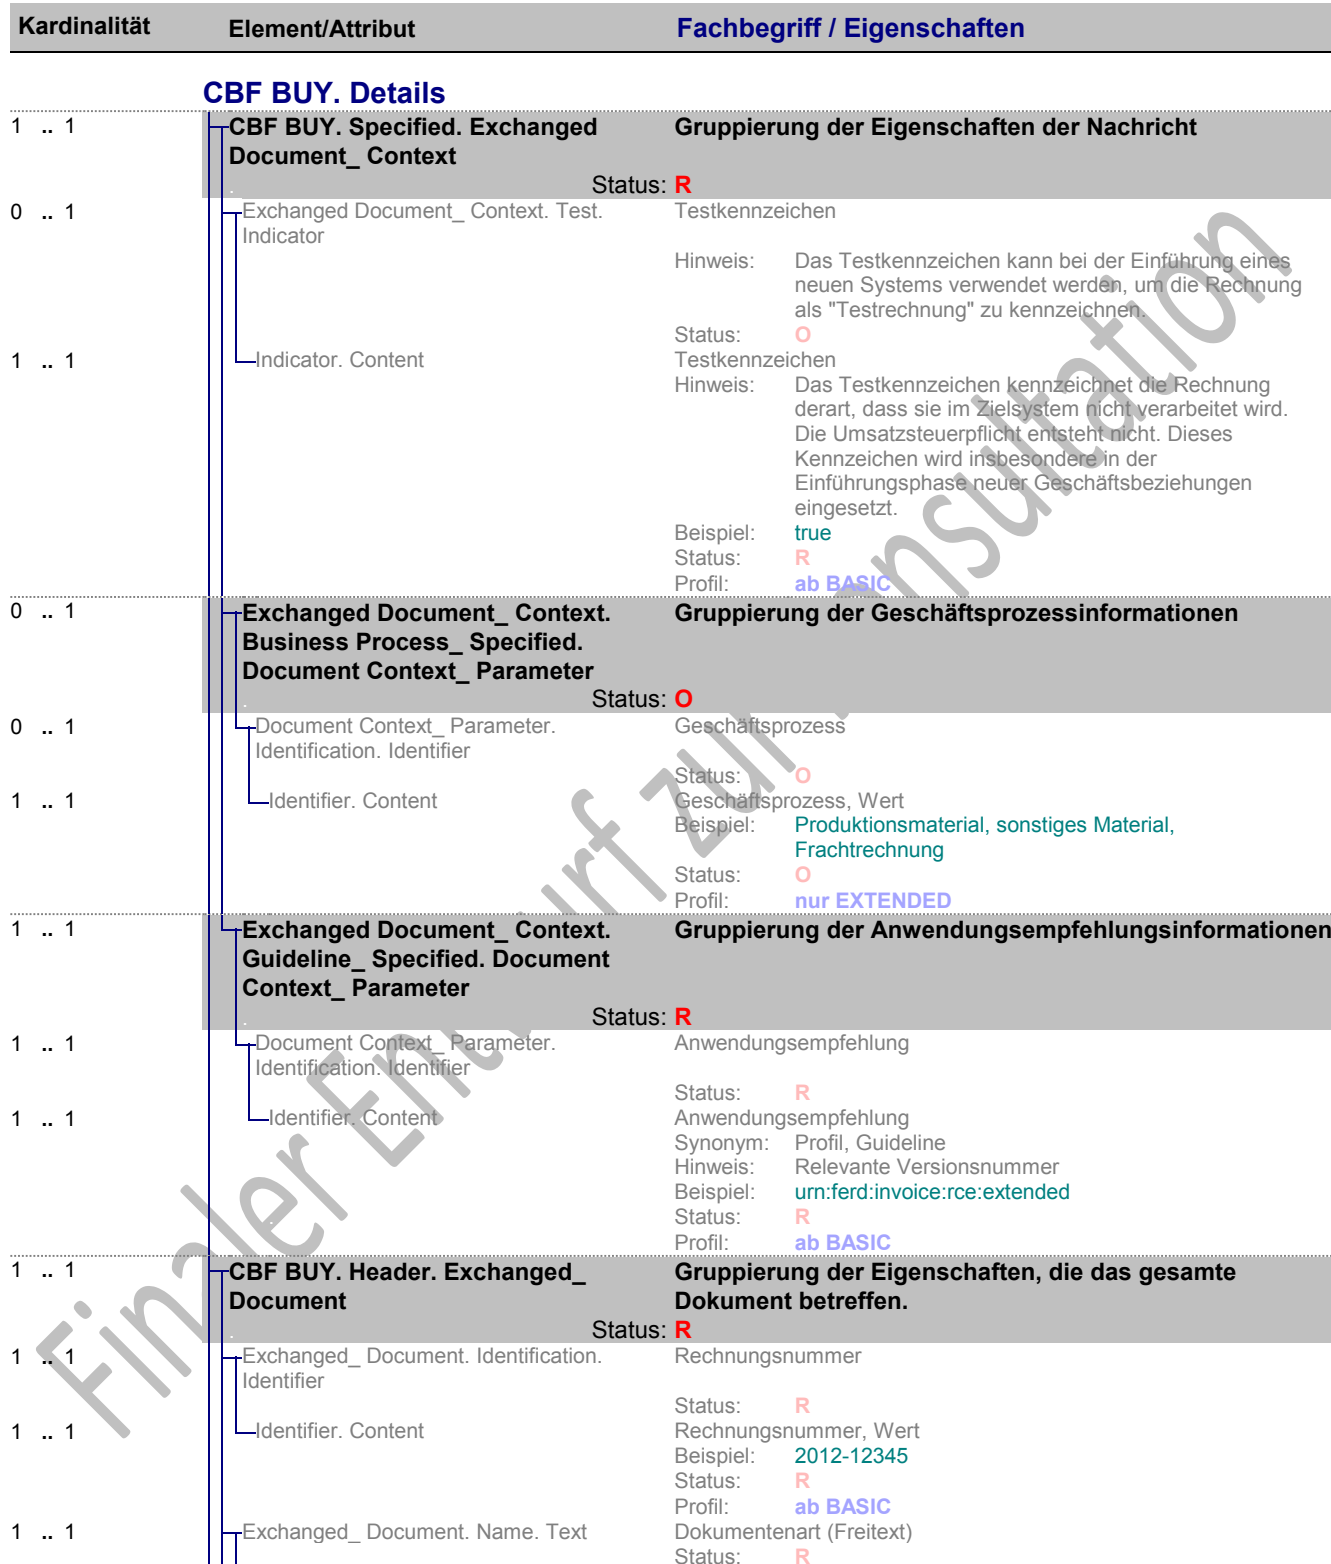 Kardinalität Element/Attribut Fachbegriff / Eigenschaften
CBF BUY. Details
1 .. 1 CBF BUY. Specified. Exchanged Gruppierung der Eigenschaften der Nachricht
Document_ Context
. Status: R
0 .. 1 Exchanged Document_ Context. Test. Testkennzeichen
Indicator
Hinweis: Das Testkennzeichen kann bei der Einführung eines
neuen Systems verwendet werden, um die Rechnung
als "Testrechnung" zu kennzeichnen.
Status: O
1 .. 1 Indicator. Content Testkennzeichen
Hinweis: Das Testkennzeichen kennzeichnet die Rechnung
derart, dass sie im Zielsystem nicht verarbeitet wird.
Die Umsatzsteuerpflicht entsteht nicht. Dieses
Kennzeichen wird insbesondere in der
Einführungsphase neuer Geschäftsbeziehungen
eingesetzt.
Beispiel: true
Status: R
Profil: ab BASIC
0 .. 1 Exchanged Document_ Context. Gruppierung der Geschäftsprozessinformationen
Business Process_ Specified.
Document Context_ Parameter
. Status: O
0 .. 1 Document Context_ Parameter. Geschäftsprozess
Identification. Identifier
Status: O
1 .. 1 Identifier. Content Geschäftsprozess, Wert
Beispiel: Produktionsmaterial, sonstiges Material,
Frachtrechnung
Status: O
Profil: nur EXTENDED
1 .. 1 Exchanged Document_ Context. Gruppierung der Anwendungsempfehlungsinformationen
Guideline_ Specified. Document
Context_ Parameter
. Status: R
1 .. 1 Document Context_ Parameter. Anwendungsempfehlung
Identification. Identifier
Status: R
1 .. 1 Identifier. Content Anwendungsempfehlung
Synonym: Profil, Guideline
Hinweis: Relevante Versionsnummer
Beispiel: urn:ferd:invoice:rce:extended
Status: R
Profil: ab BASIC
1 .. 1 CBF BUY. Header. Exchanged_ Gruppierung der Eigenschaften, die das gesamte
Document Dokument betreffen.
. Status: R
1 .. 1 Exchanged_ Document. Identification. Rechnungsnummer
Identifier
Status: R
1 .. 1 Identifier. Content Rechnungsnummer, Wert
Beispiel: 2012-12345
Status: R
Profil: ab BASIC
1 .. 1 Exchanged_ Document. Name. Text Dokumentenart (Freitext)
Status: R
Finaler Entwurf zur Konsultation